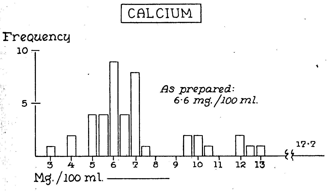 CALCIUM
Frequency
10
5
As prepared:
6·6 mg./100 ml.
17·7
3 4 5 6 7 8 9 10 11 12 13
Mg./100 ml.